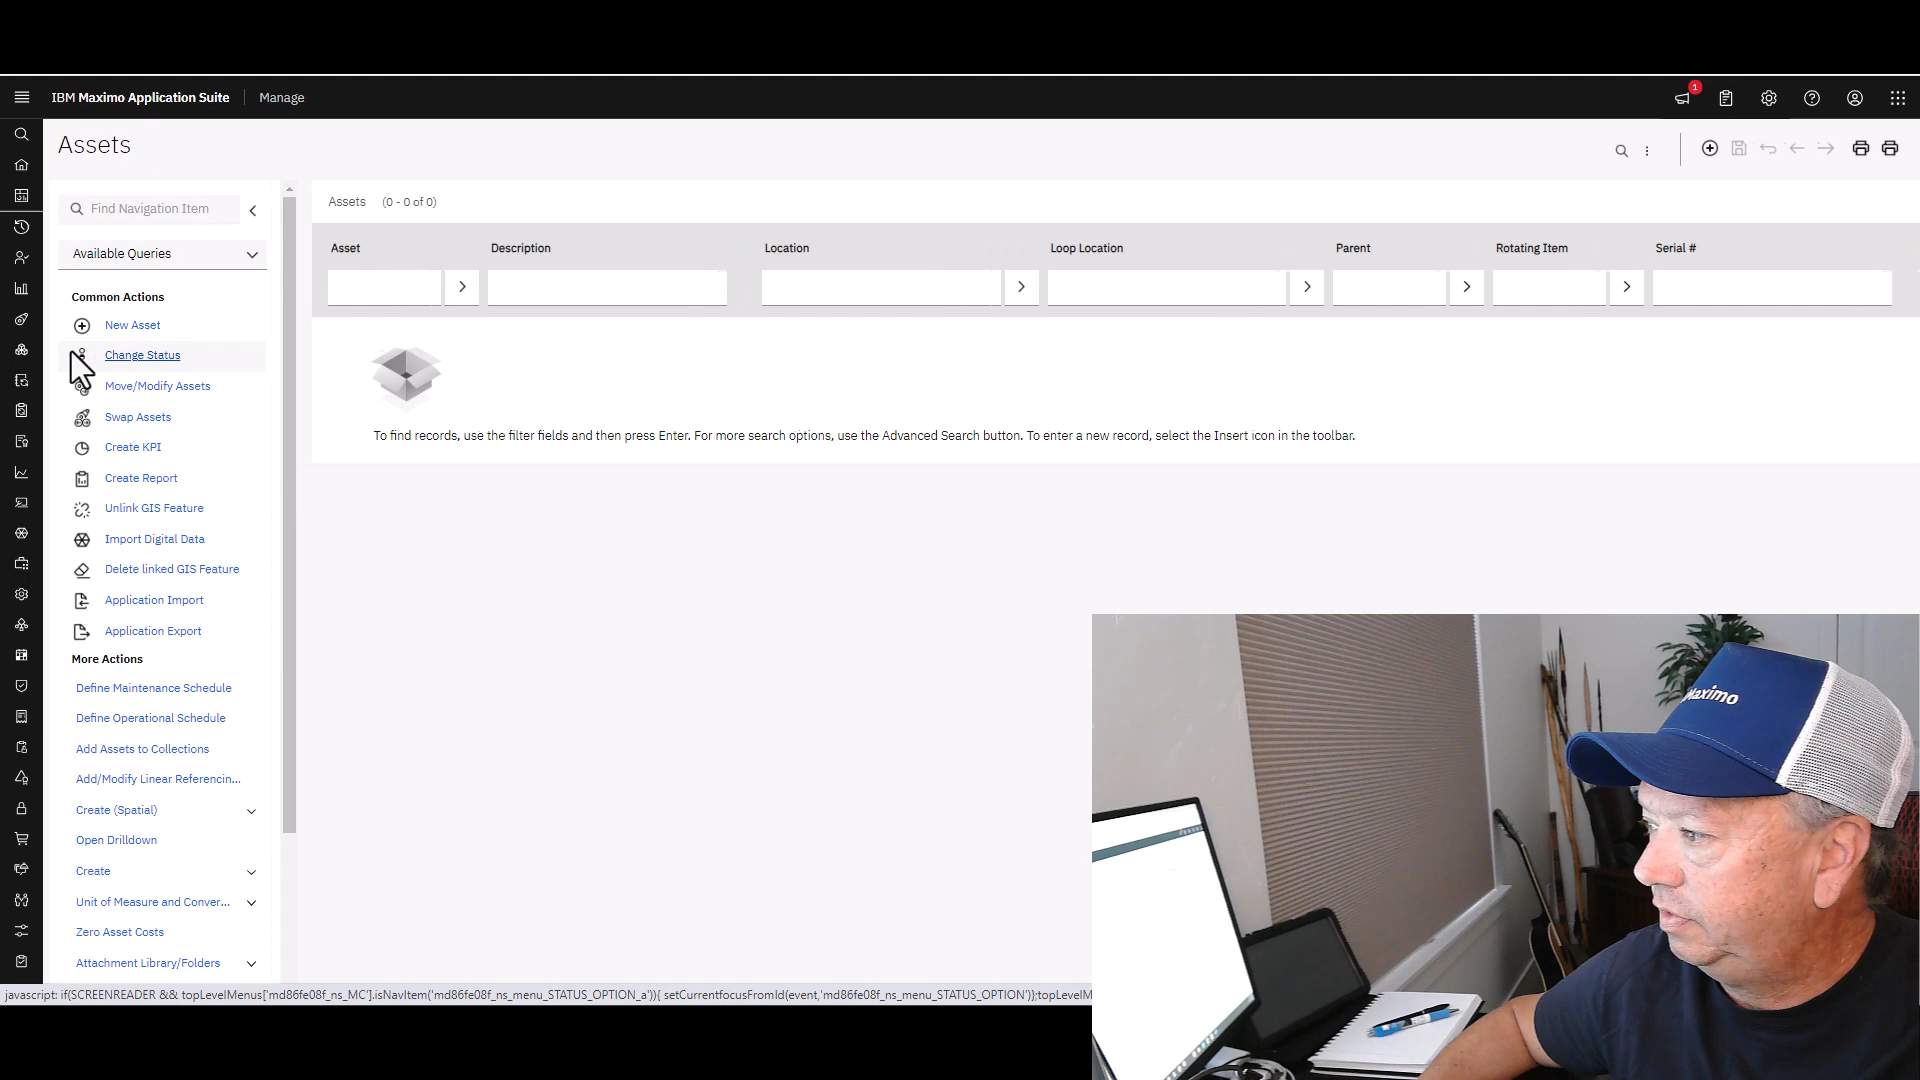 IBM Maximo Application Suite
Manage
1
Assets
Find Navigation Item
Available Queries
Common Actions
New Asset
Change Status
Move/Modify Assets
Swap Assets
Create KPI
Create Report
Unlink GIS Feature
Import Digital Data
Delete linked GIS Feature
Application Import
Application Export
More Actions
Define Maintenance Schedule
Define Operational Schedule
Add Assets to Collections
Add/Modify Linear Referencin...
Create (Spatial)
Open Drilldown
Create
Unit of Measure and Conver...
Zero Asset Costs
Attachment Library/Folders
Assets (0 - 0 of 0)
Asset Description Location Loop Location Parent Rotating Item Serial #
To find records, use the filter fields and then press Enter. For more search options, use the Advanced Search button. To enter a new record, select the Insert icon in the toolbar.
javascript: if(SCREENREADER && topLevelMenus['md86fe08f_ns_MC'].isNavItem('md86fe08f_ns_menu_STATUS_OPTION_a')){ setCurrentfocusFromId(event,'md86fe08f_ns_menu_STATUS_OPTION')};topLevelM
Maximo